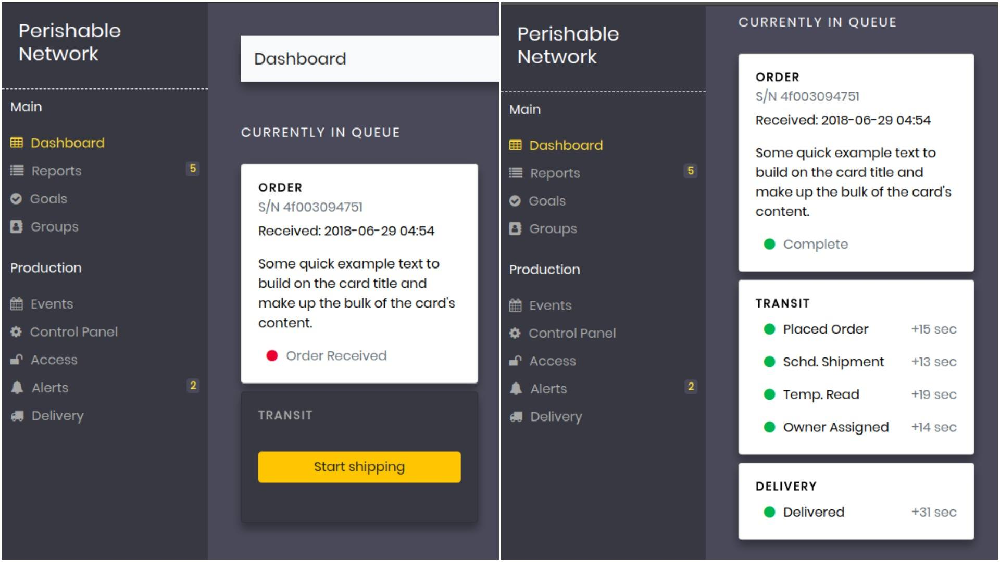 Perishable
Network
Main
Dashboard
Reports 5
Goals
Groups
Production
Events
Control Panel
Access
Alerts 2
Delivery
Dashboard
CURRENTLY IN QUEUE
ORDER
S/N 4f003094751
Received: 2018-06-29 04:54
Some quick example text to
build on the card title and
make up the bulk of the card's
content.
Order Received
TRANSIT
Start shipping
Perishable
Network
Main
Dashboard
Reports 5
Goals
Groups
Production
Events
Control Panel
Access
Alerts 2
Delivery
CURRENTLY IN QUEUE
ORDER
S/N 4f003094751
Received: 2018-06-29 04:54
Some quick example text to
build on the card title and
make up the bulk of the card's
content.
Complete
TRANSIT
Placed Order +15 sec
Schd. Shipment +13 sec
Temp. Read +19 sec
Owner Assigned +14 sec
DELIVERY
Delivered +31 sec